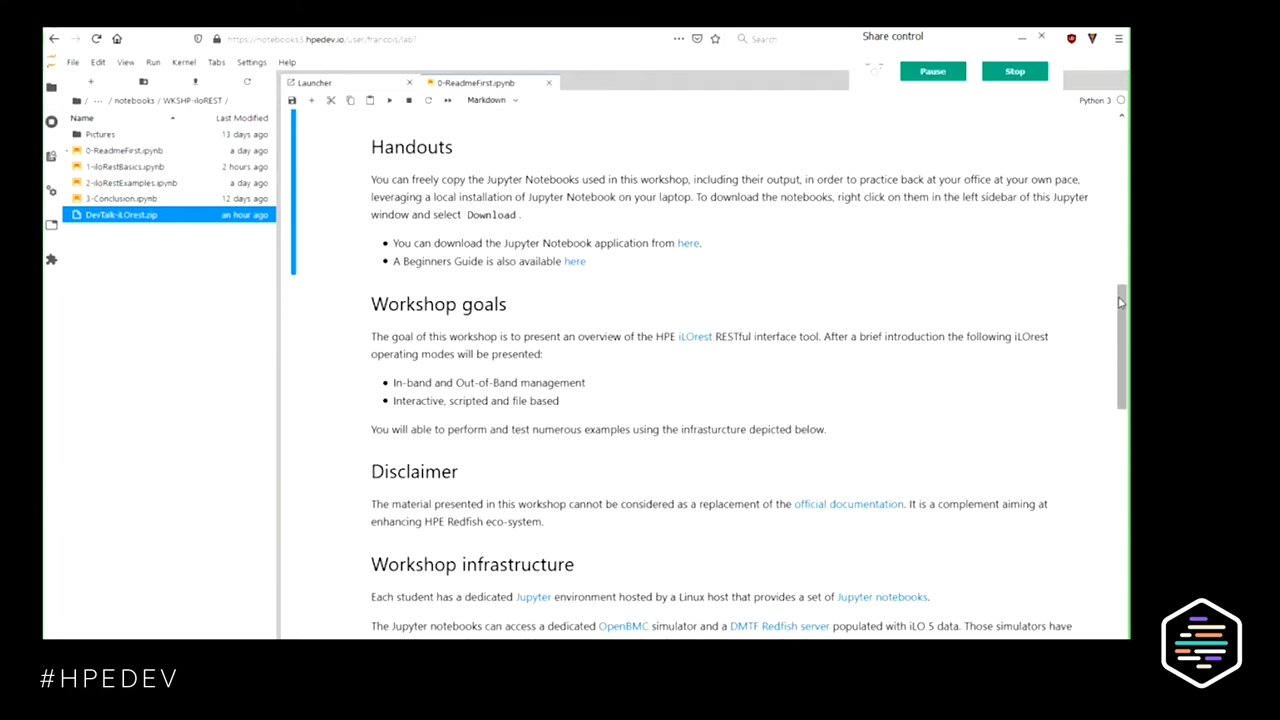 https://notebooks3.hpedev.io/user/francois/lab?
Search
Share control
File Edit View Run Kernel Tabs Settings Help
Launcher
0-ReadmeFirst.ipynb
Pause
Stop
Markdown
Python 3
/ ... / notebooks / WKSHP-iloREST /
Name Last Modified
Pictures 13 days ago
0-ReadmeFirst.ipynb a day ago
1-iloRestBasics.ipynb 2 hours ago
2-iloRestExamples.ipynb a day ago
3-Conclusion.ipynb 12 days ago
DevTalk-iLOrest.zip an hour ago
Handouts
You can freely copy the Jupyter Notebooks used in this workshop, including their output, in order to practice back at your office at your own pace,
leveraging a local installation of Jupyter Notebook on your laptop. To download the notebooks, right click on them in the left sidebar of this Jupyter
window and select Download.
• You can download the Jupyter Notebook application from here.
• A Beginners Guide is also available here
Workshop goals
The goal of this workshop is to present an overview of the HPE iLOrest RESTful interface tool. After a brief introduction the following iLOrest
operating modes will be presented:
• In-band and Out-of-Band management
• Interactive, scripted and file based
You will able to perform and test numerous examples using the infrasturcture depicted below.
Disclaimer
The material presented in this workshop cannot be considered as a replacement of the official documentation. It is a complement aiming at
enhancing HPE Redfish eco-system.
Workshop infrastructure
Each student has a dedicated Jupyter environment hosted by a Linux host that provides a set of Jupyter notebooks.
The Jupyter notebooks can access a dedicated OpenBMC simulator and a DMTF Redfish server populated with iLO 5 data. Those simulators have
#HPEDEV